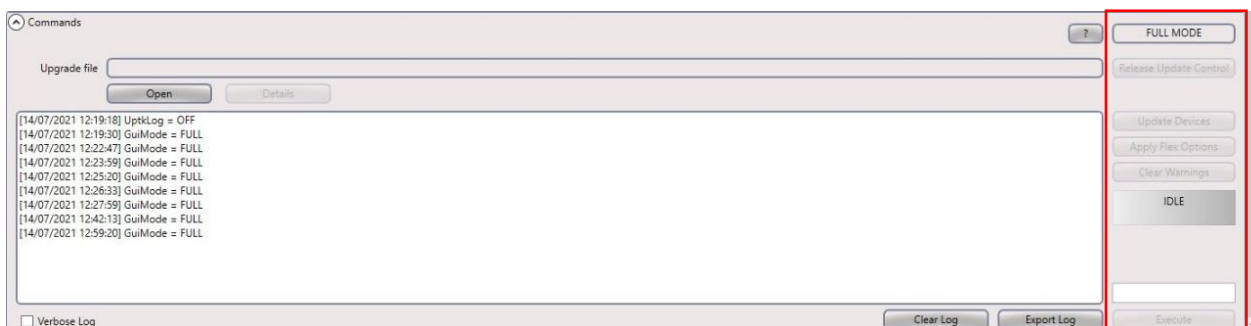 Commands
?
FULL MODE
Upgrade file
Release Update Control
Open
Details
[14/07/2021 12:19:18] UptkLog = OFF
[14/07/2021 12:19:30] GuiMode = FULL
[14/07/2021 12:22:47] GuiMode = FULL
[14/07/2021 12:23:59] GuiMode = FULL
[14/07/2021 12:25:20] GuiMode = FULL
[14/07/2021 12:26:33] GuiMode = FULL
[14/07/2021 12:27:59] GuiMode = FULL
[14/07/2021 12:42:13] GuiMode = FULL
[14/07/2021 12:59:20] GuiMode = FULL
Update Devices
Apply Flex Options
Clear Warnings
IDLE
Verbose Log
Clear Log
Export Log
Execute